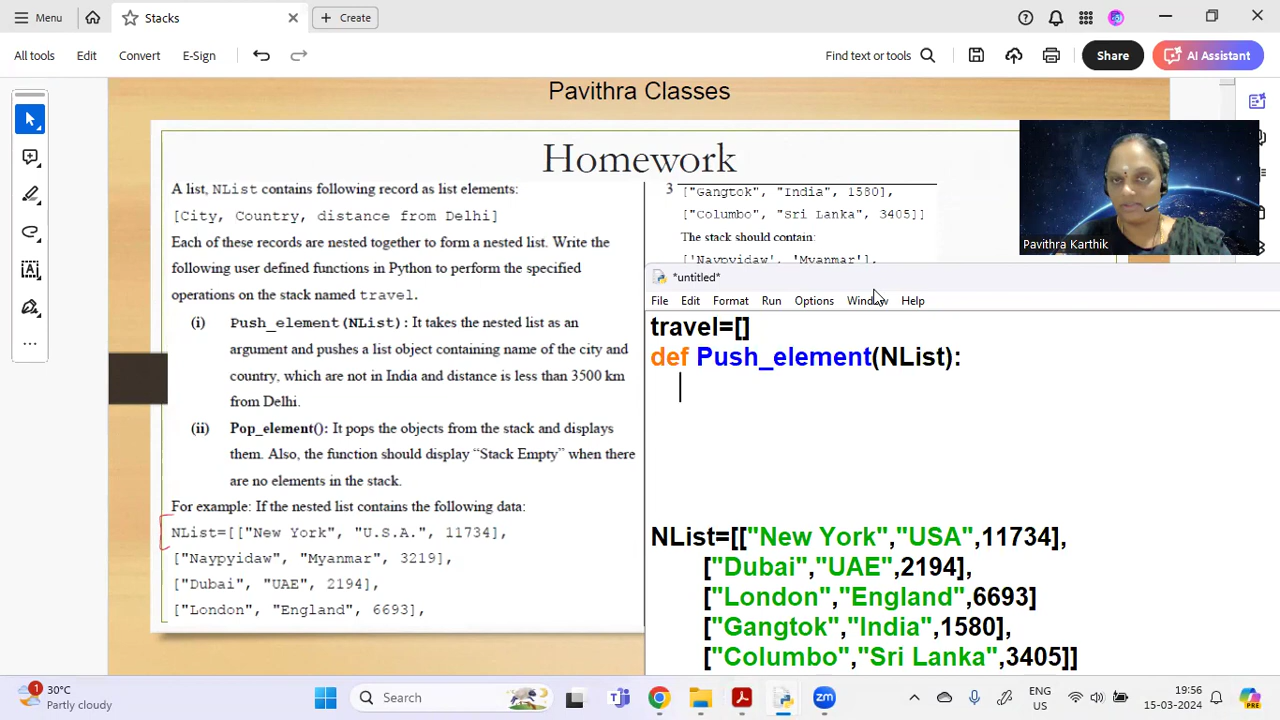 Menu
Stacks
Create
All tools
Edit
Convert
E-Sign
Find text or tools
Share
AI Assistant
Pavithra Classes
Homework
A list, NList contains following record as list elements:
[City, Country, distance from Delhi]
Each of these records are nested together to form a nested list. Write the
following user defined functions in Python to perform the specified
operations on the stack named travel.
(i) Push_element(NList): It takes the nested list as an
argument and pushes a list object containing name of the city and
country, which are not in India and distance is less than 3500 km
from Delhi.
(ii) Pop_element(): It pops the objects from the stack and displays
them. Also, the function should display “Stack Empty” when there
are no elements in the stack.
For example: If the nested list contains the following data:
NList=[["New York", "U.S.A.", 11734],
["Naypyidaw", "Myanmar", 3219],
["Dubai", "UAE", 2194],
["London", "England", 6693],
3
["Gangtok", "India", 1580],
["Columbo", "Sri Lanka", 3405]]
The stack should contain:
['Naypyidaw', 'Myanmar'],
Pavithra Karthik
*untitled*
File Edit Format Run Options Window Help
travel=[]
def Push_element(NList):
NList=[["New York","USA",11734],
["Dubai","UAE",2194],
["London","England",6693]
["Gangtok","India",1580],
["Columbo","Sri Lanka",3405]]
1
30°C
Partly cloudy
Search
ENG
US
19:56
15-03-2024
PRE